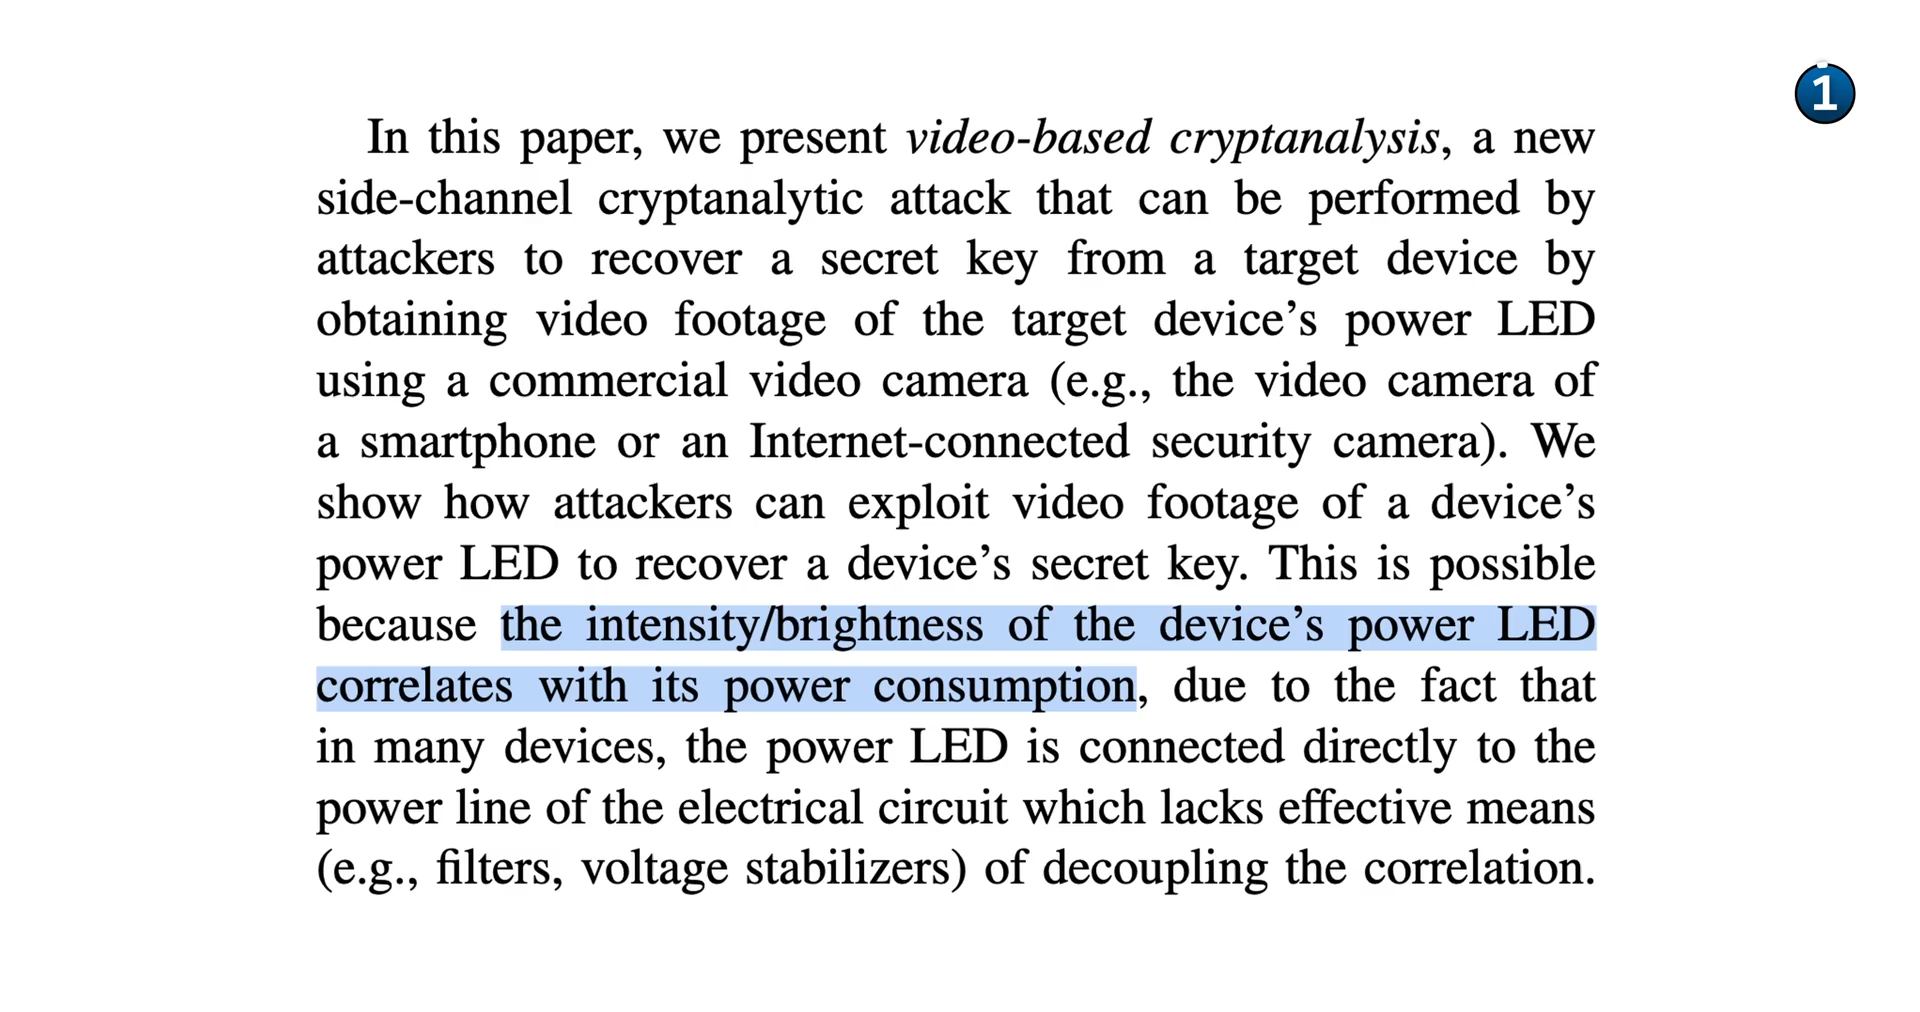 1
In this paper, we present video-based cryptanalysis, a new
side-channel cryptanalytic attack that can be performed by
attackers to recover a secret key from a target device by
obtaining video footage of the target device’s power LED
using a commercial video camera (e.g., the video camera of
a smartphone or an Internet-connected security camera). We
show how attackers can exploit video footage of a device’s
power LED to recover a device’s secret key. This is possible
because the intensity/brightness of the device’s power LED
correlates with its power consumption, due to the fact that
in many devices, the power LED is connected directly to the
power line of the electrical circuit which lacks effective means
(e.g., filters, voltage stabilizers) of decoupling the correlation.